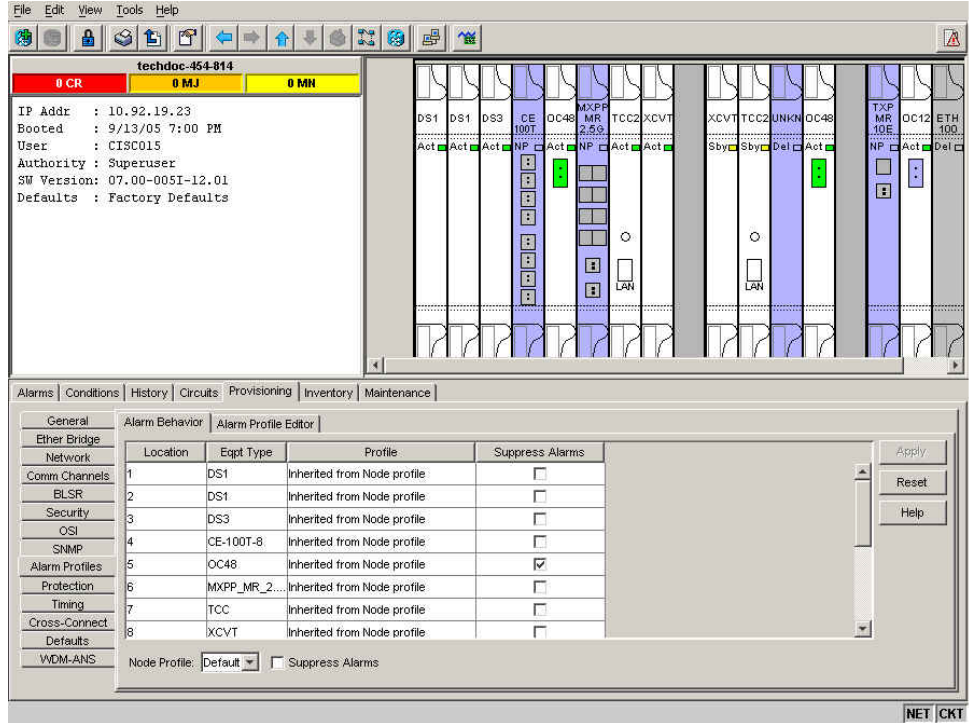 File Edit View Tools Help
techdoc-454-814
0 CR 0 MJ 0 MN
IP Addr : 10.92.19.23
Booted : 9/13/05 7:00 PM
User : CISCO15
Authority : Superuser
SW Version: 07.00-005I-12.01
Defaults : Factory Defaults
DS1 DS1 DS3 CE 100T OC48 MXPP MR 2.5G TCC2 XCVT XCVT TCC2 UNKN OC48 TXP MR 10E OC12 ETH 100
Act Act Act NP Act NP Act Act Sby Sby Del Act NP Act Del
LAN LAN
Alarms Conditions History Circuits Provisioning Inventory Maintenance
General
Ether Bridge
Network
Comm Channels
BLSR
Security
OSI
SNMP
Alarm Profiles
Protection
Timing
Cross-Connect
Defaults
WDM-ANS
Alarm Behavior Alarm Profile Editor
Location Eqpt Type Profile Suppress Alarms
1 DS1 Inherited from Node profile
2 DS1 Inherited from Node profile
3 DS3 Inherited from Node profile
4 CE-100T-8 Inherited from Node profile
5 OC48 Inherited from Node profile
6 MXPP_MR_2.... Inherited from Node profile
7 TCC Inherited from Node profile
8 XCVT Inherited from Node profile
Node Profile: Default Suppress Alarms
Apply
Reset
Help
NET CKT